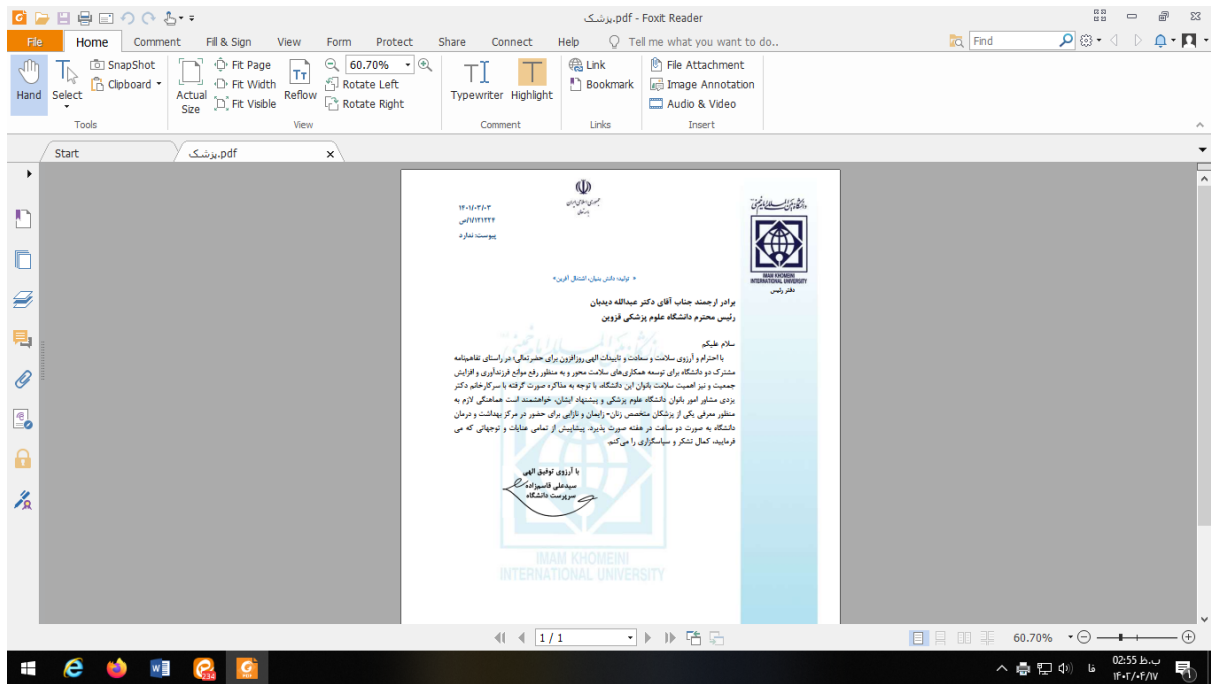 پزشک.pdf - Foxit Reader
File Home Comment Fill & Sign View Form Protect Share Connect Help Tell me what you want to do.. Find
Hand Select SnapShot Clipboard Actual Size Fit Page Fit Width Fit Visible Reflow 60.70% Rotate Left Rotate Right Typewriter Highlight Link Bookmark File Attachment Image Annotation Audio & Video
Tools View Comment Links Insert
Start پزشک.pdf
۱۴۰۱/۰۳/۰۳
پیوست: ندارد
IMAM KHOMEINI
INTERNATIONAL UNIVERSITY
دفتر رئیس
« تولید؛ دانش بنیان، اشتغال آفرین»
برادر ارجمند جناب آقای دکتر عبدالله دیدبان
رئیس محترم دانشگاه علوم پزشکی قزوین
سلام علیکم
با احترام و آرزوی سلامت و سعادت و تاییدات الهی روزافزون برای حضرتعالی؛ در راستای تفاهم‌نامه
مشترک دو دانشگاه برای توسعه همکاری‌های سلامت محور و به منظور رفع موانع فرزندآوری و افزایش
جمعیت و نیز اهمیت سلامت بانوان این دانشگاه، با توجه به مذاکره صورت گرفته با سرکارخانم دکتر
یزدی مشاور امور بانوان دانشگاه علوم پزشکی و پیشنهاد ایشان، خواهشمند است هماهنگی لازم به
منظور معرفی یکی از پزشکان متخصص زنان- زایمان و نازایی برای حضور در مرکز بهداشت و درمان
دانشگاه به صورت دو ساعت در هفته صورت پذیرد. پیشاپیش از تمامی عنایات و توجهاتی که می
فرمایید، کمال تشکر و سپاسگزاری را می‌کنم.
با آرزوی توفیق الهی
سیدعلی قاسم‌زاده
سرپرست دانشگاه
IMAM KHOMEINI
INTERNATIONAL UNIVERSITY
1 / 1 60.70%
234 فا 02:55 ب.ظ
۱۴۰۲/۰۴/۱۷